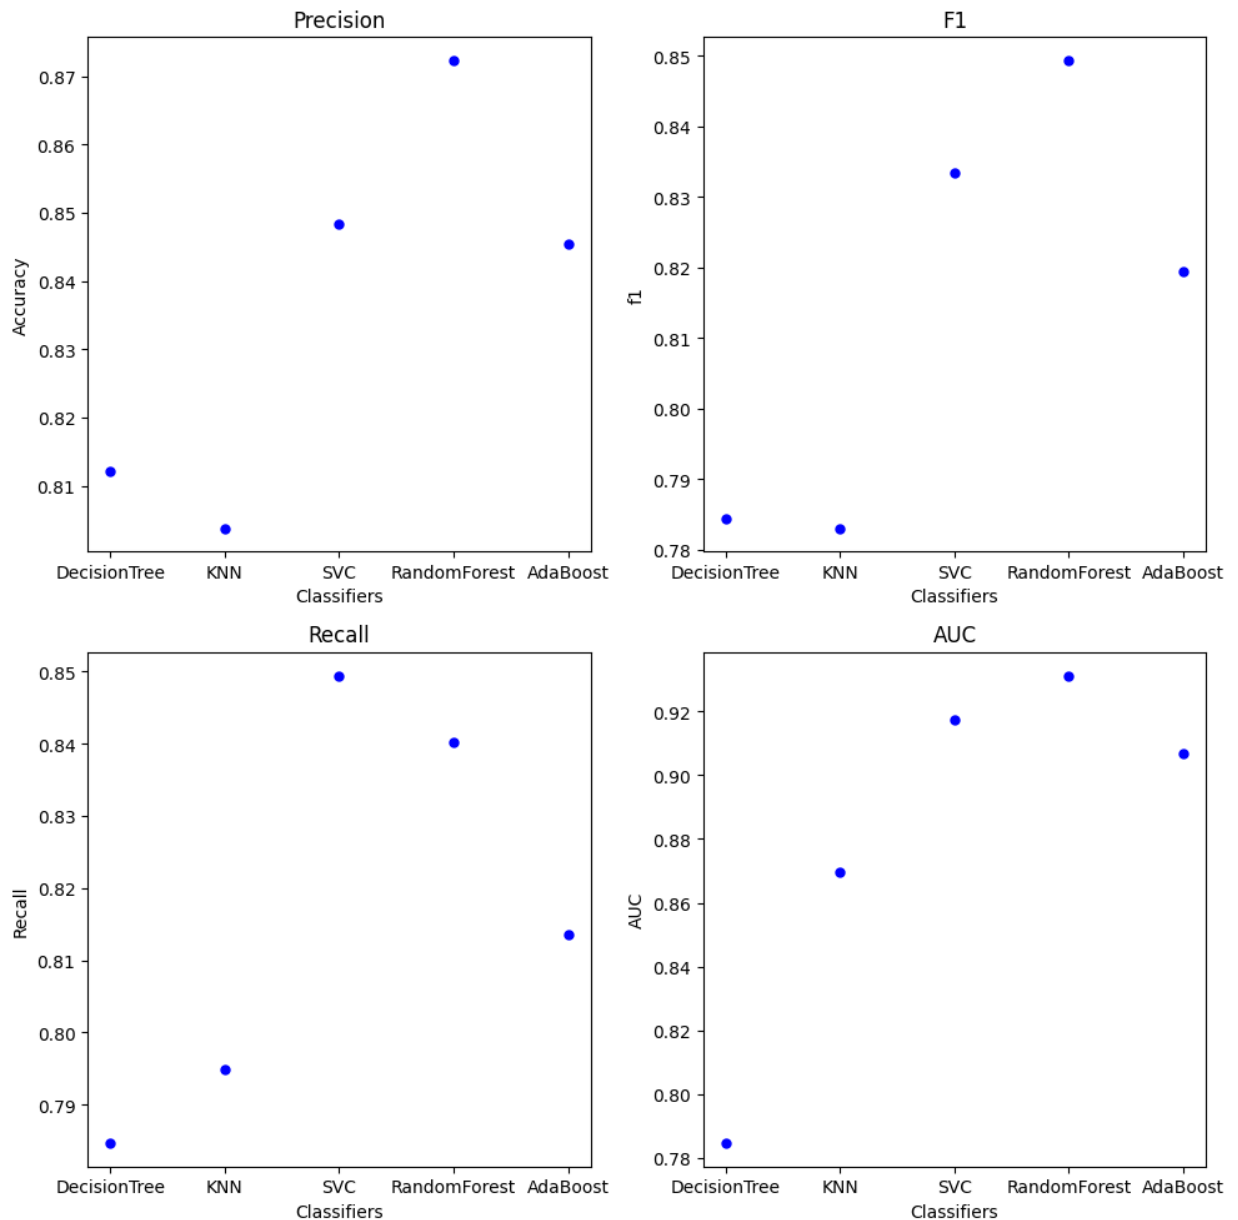 Precision
Accuracy
0.87
0.86
0.85
0.84
0.83
0.82
0.81
DecisionTree KNN SVC RandomForest AdaBoost
Classifiers
F1
f1
0.85
0.84
0.83
0.82
0.81
0.80
0.79
0.78
DecisionTree KNN SVC RandomForest AdaBoost
Classifiers
Recall
Recall
0.85
0.84
0.83
0.82
0.81
0.80
0.79
DecisionTree KNN SVC RandomForest AdaBoost
Classifiers
AUC
AUC
0.92
0.90
0.88
0.86
0.84
0.82
0.80
0.78
DecisionTree KNN SVC RandomForest AdaBoost
Classifiers